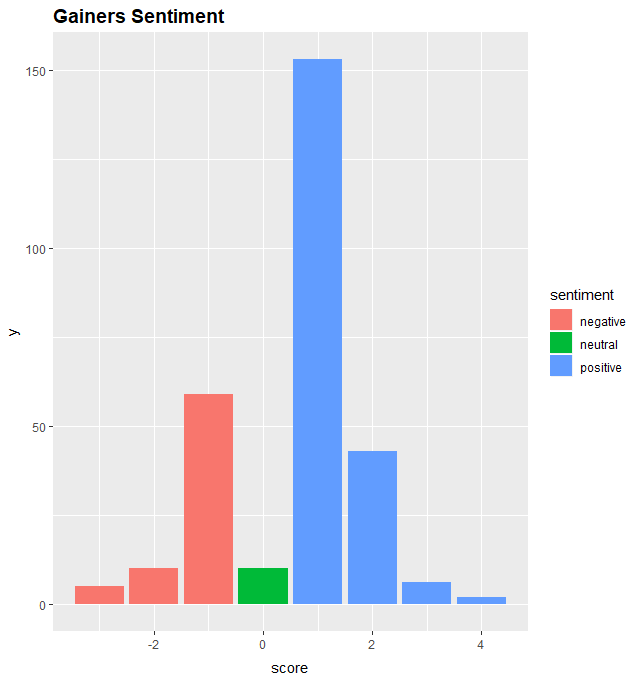 Gainers Sentiment
150
100
50
0
y
-2
0
2
4
score
sentiment
negative
neutral
positive